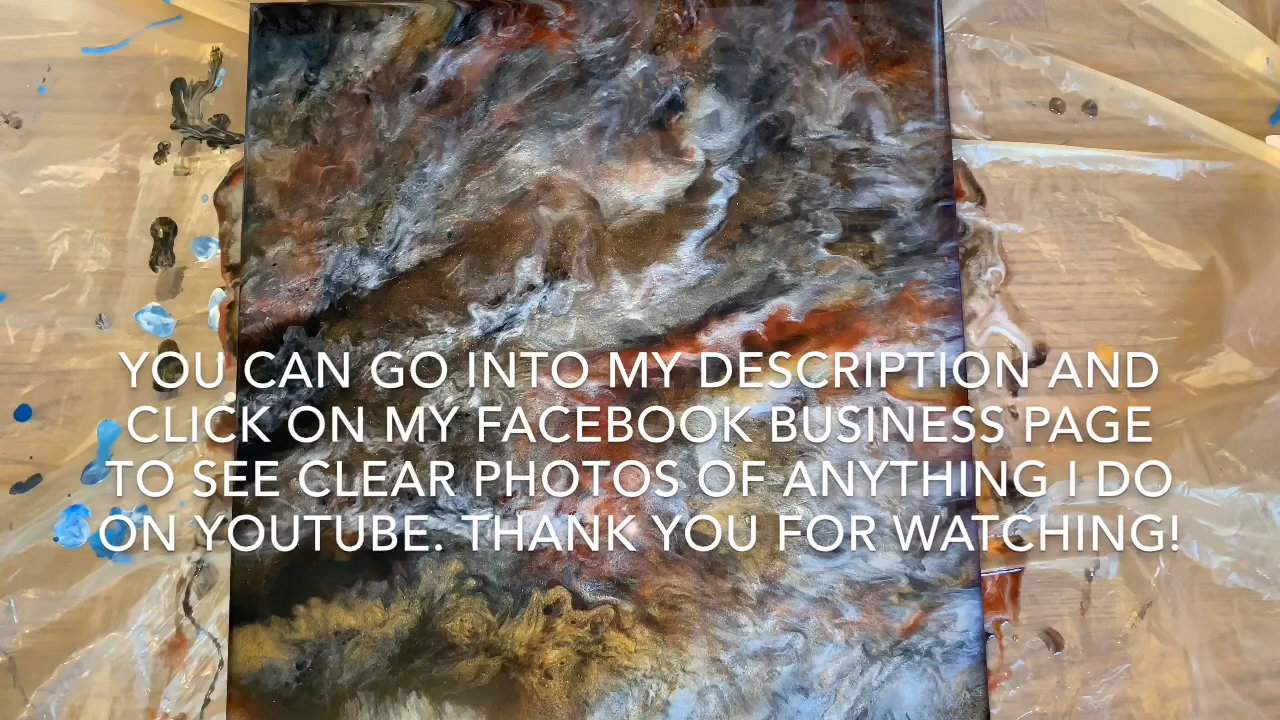 YOU CAN GO INTO MY DESCRIPTION AND
CLICK ON MY FACEBOOK BUSINESS PAGE
TO SEE CLEAR PHOTOS OF ANYTHING I DO
ON YOUTUBE. THANK YOU FOR WATCHING!